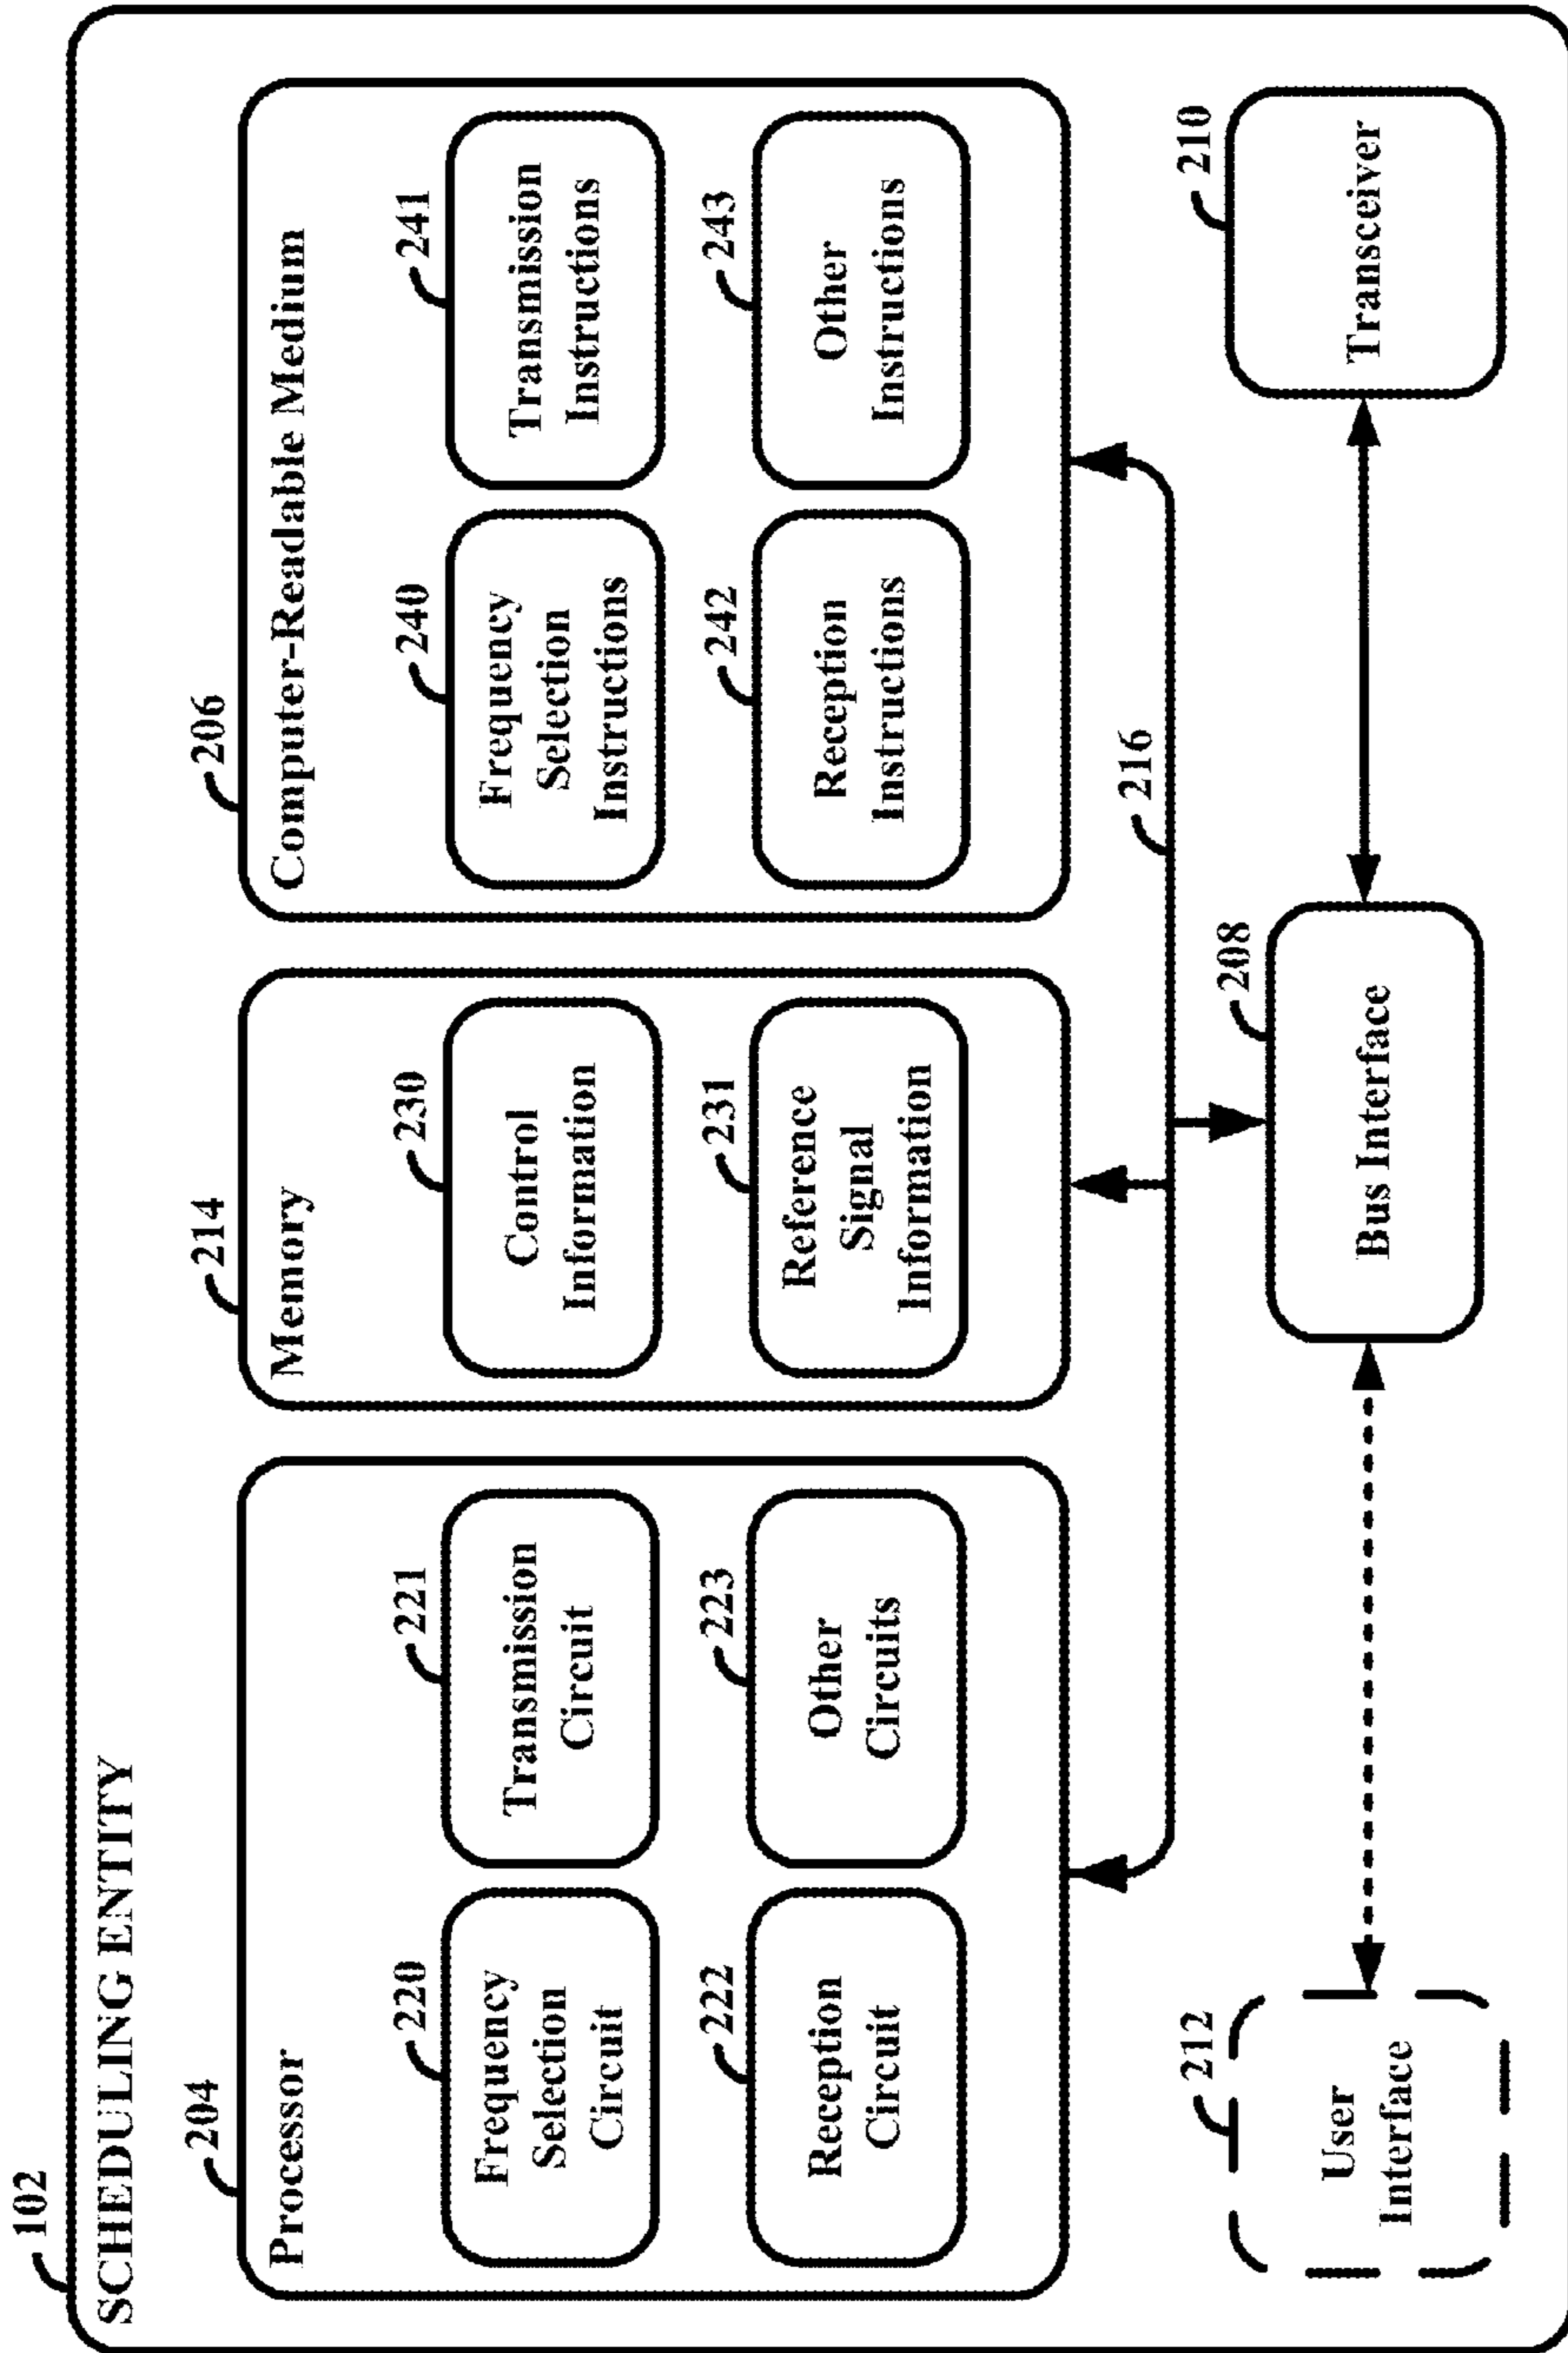 102
SCHEDULING ENTITY
204
Processor
220
Frequency
Selection
Circuit
221
Transmission
Circuit
222
Reception
Circuit
223
Other
Circuits
214
Memory
230
Control
Information
231
Reference
Signal
Information
206
Computer-Readable Medium
240
Frequency
Selection
Instructions
241
Transmission
Instructions
242
Reception
Instructions
243
Other
Instructions
216
212
User
Interface
208
Bus Interface
210
Transceiver